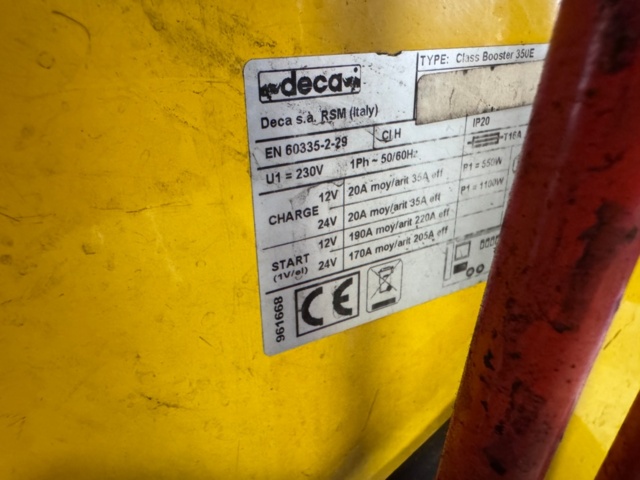 deca
TYPE: Class Booster 350E
Deca s.a. RSM (Italy)
EN 60335-2-29
Cl H
IP20
U1 = 230V
1Ph ~ 50/60Hz
T16A
CHARGE
12V 20A moy/arit 35A eff
P1 = 550W
24V 20A moy/arit 35A eff
P1 = 1100W
START
(1V/el)
12V 190A moy/arit 220A eff
24V 170A moy/arit 205A eff
961668
CE